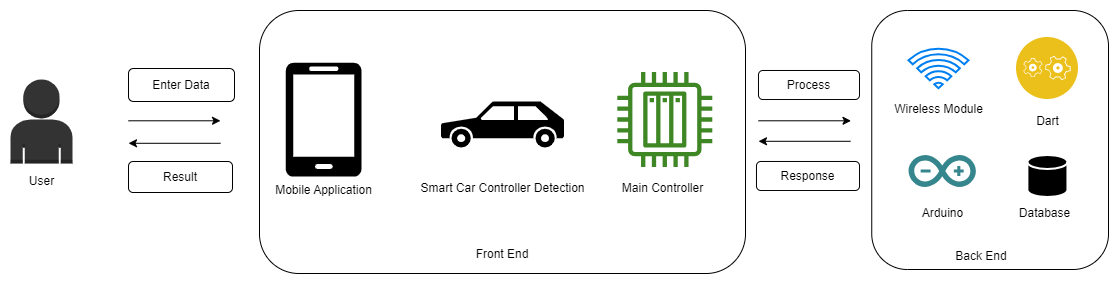 User
Enter Data
Result
Mobile Application
Smart Car Controller Detection
Main Controller
Front End
Process
Response
Wireless Module
Dart
Arduino
Database
Back End